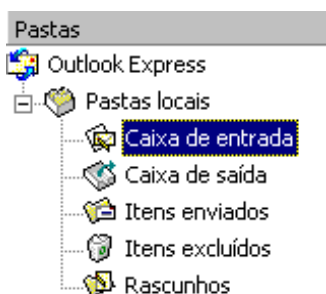 Pastas
Outlook Express
Pastas locais
Caixa de entrada
Caixa de saída
Itens enviados
Itens excluídos
Rascunhos